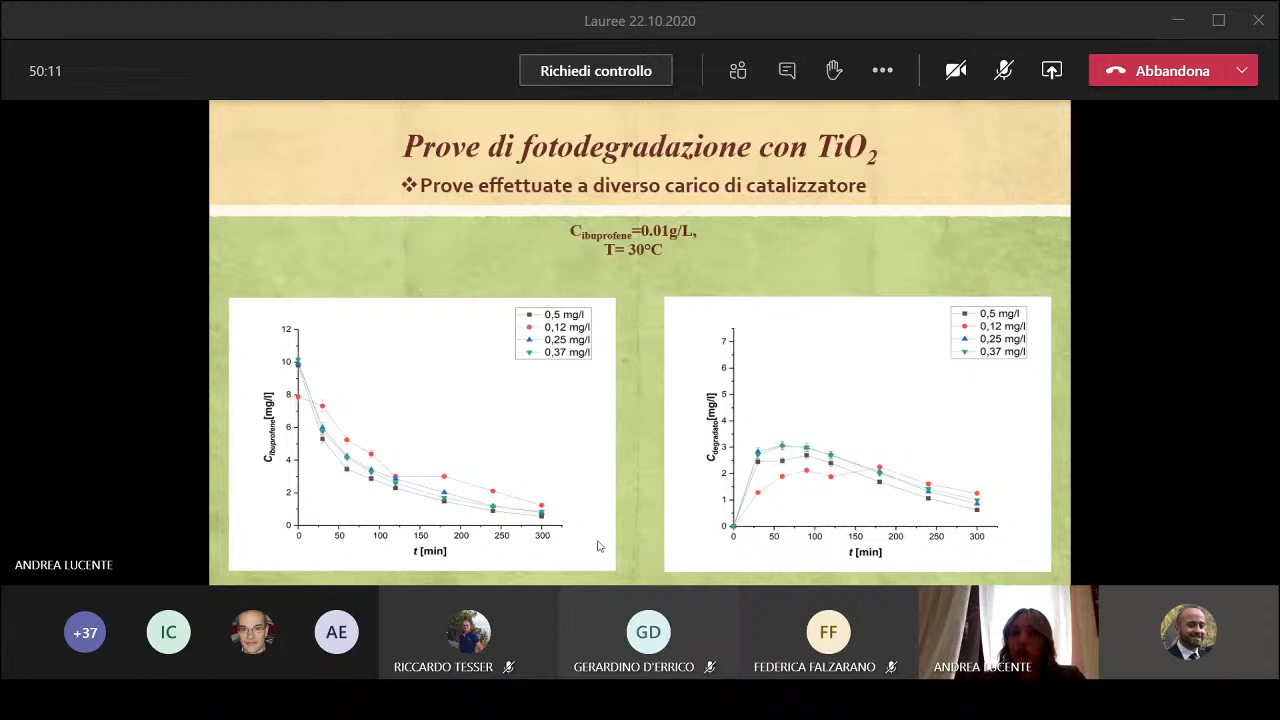 Lauree 22.10.2020
50:11
Richiedi controllo
Abbandona
Prove di fotodegradazione con TiO2
❖Prove effettuate a diverso carico di catalizzatore
Cibuprofene=0.01g/L,
T= 30°C
0,5 mg/l
0,12 mg/l
0,25 mg/l
0,37 mg/l
12
10
8
6
4
2
0
Cibuprofene[mg/l]
0 50 100 150 200 250 300
t [min]
0,5 mg/l
0,12 mg/l
0,25 mg/l
0,37 mg/l
7
6
5
4
3
2
1
0
Cdegradato[mg/l]
0 50 100 150 200 250 300
t [min]
ANDREA LUCENTE
+37
IC
AE
RICCARDO TESSER
GD
GERARDINO D'ERRICO
FF
FEDERICA FALZARANO
ANDREA LUCENTE